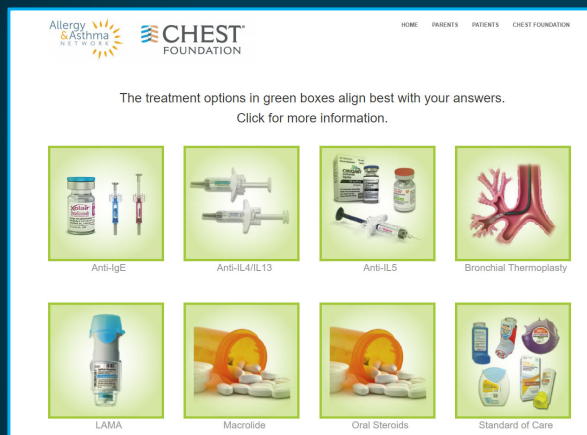 Allergy
& Asthma
NETWORK
CHEST
FOUNDATION
HOME PARENTS PATIENTS CHEST FOUNDATION
The treatment options in green boxes align best with your answers.
Click for more information.
Xolair
Anti-IgE
Anti-IL4/IL13
CINQAIR
Anti-IL5
Bronchial Thermoplasty
LAMA
Macrolide
Oral Steroids
Standard of Care